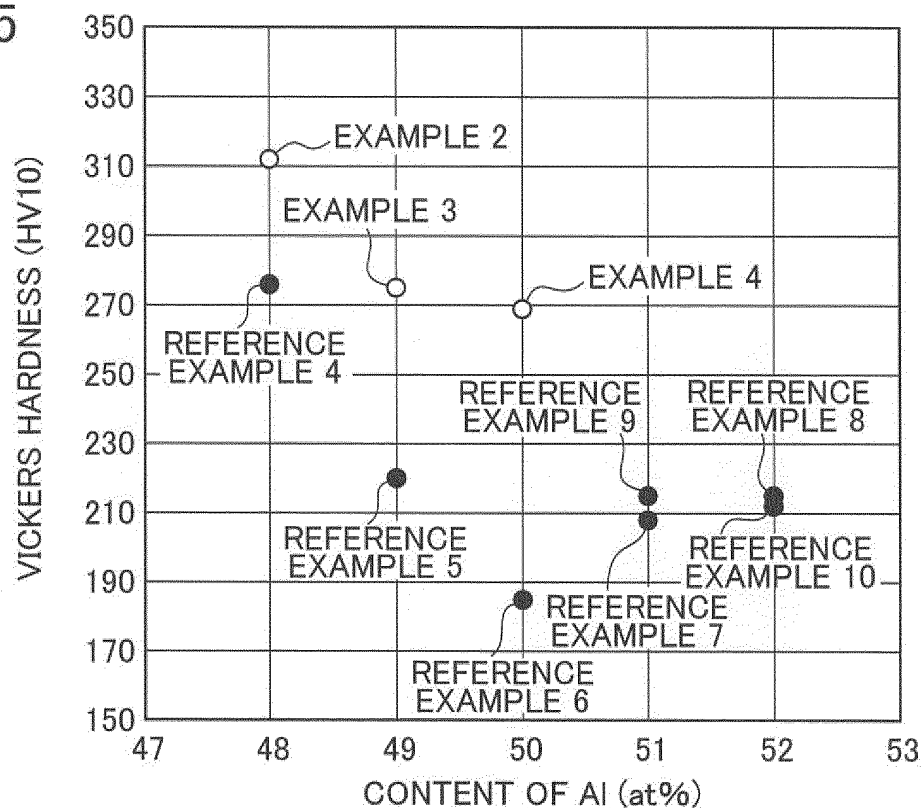 350
330
310
290
270
250
230
210
190
170
150
VICKERS HARDNESS (HV10)
EXAMPLE 2
EXAMPLE 3
EXAMPLE 4
REFERENCE
EXAMPLE 4
REFERENCE
EXAMPLE 9
REFERENCE
EXAMPLE 8
REFERENCE
EXAMPLE 5
REFERENCE
EXAMPLE 10
REFERENCE
EXAMPLE 7
REFERENCE
EXAMPLE 6
47 48 49 50 51 52 53
CONTENT OF Al (at%)